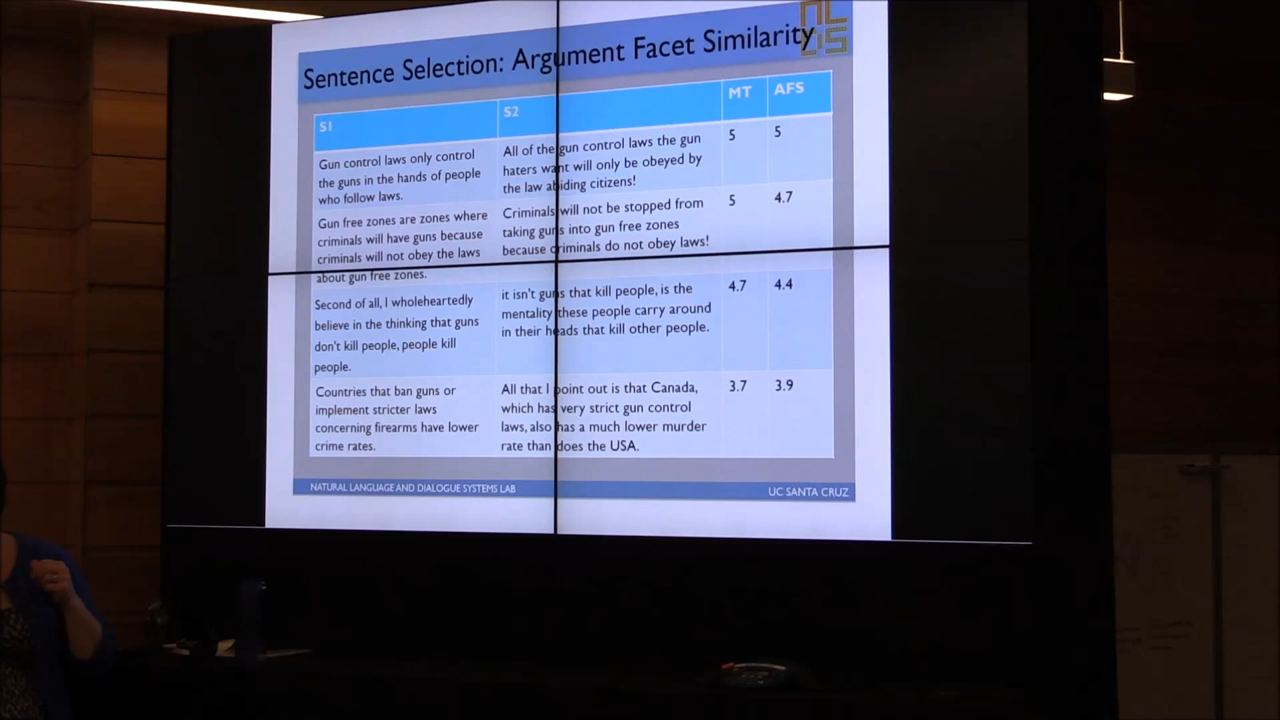 NL
DS
Sentence Selection: Argument Facet Similarity
S1 S2 MT AFS
Gun control laws only control
the guns in the hands of people
who follow laws.
All of the gun control laws the gun
haters want will only be obeyed by
the law abiding citizens!
5 5
Gun free zones are zones where
criminals will have guns because
criminals will not obey the laws
about gun free zones.
Criminals will not be stopped from
taking guns into gun free zones
because criminals do not obey laws!
5 4.7
Second of all, I wholeheartedly
believe in the thinking that guns
don't kill people, people kill
people.
it isn't guns that kill people, is the
mentality these people carry around
in their heads that kill other people.
4.7 4.4
Countries that ban guns or
implement stricter laws
concerning firearms have lower
crime rates.
All that I point out is that Canada,
which has very strict gun control
laws, also has a much lower murder
rate than does the USA.
3.7 3.9
NATURAL LANGUAGE AND DIALOGUE SYSTEMS LAB UC SANTA CRUZ